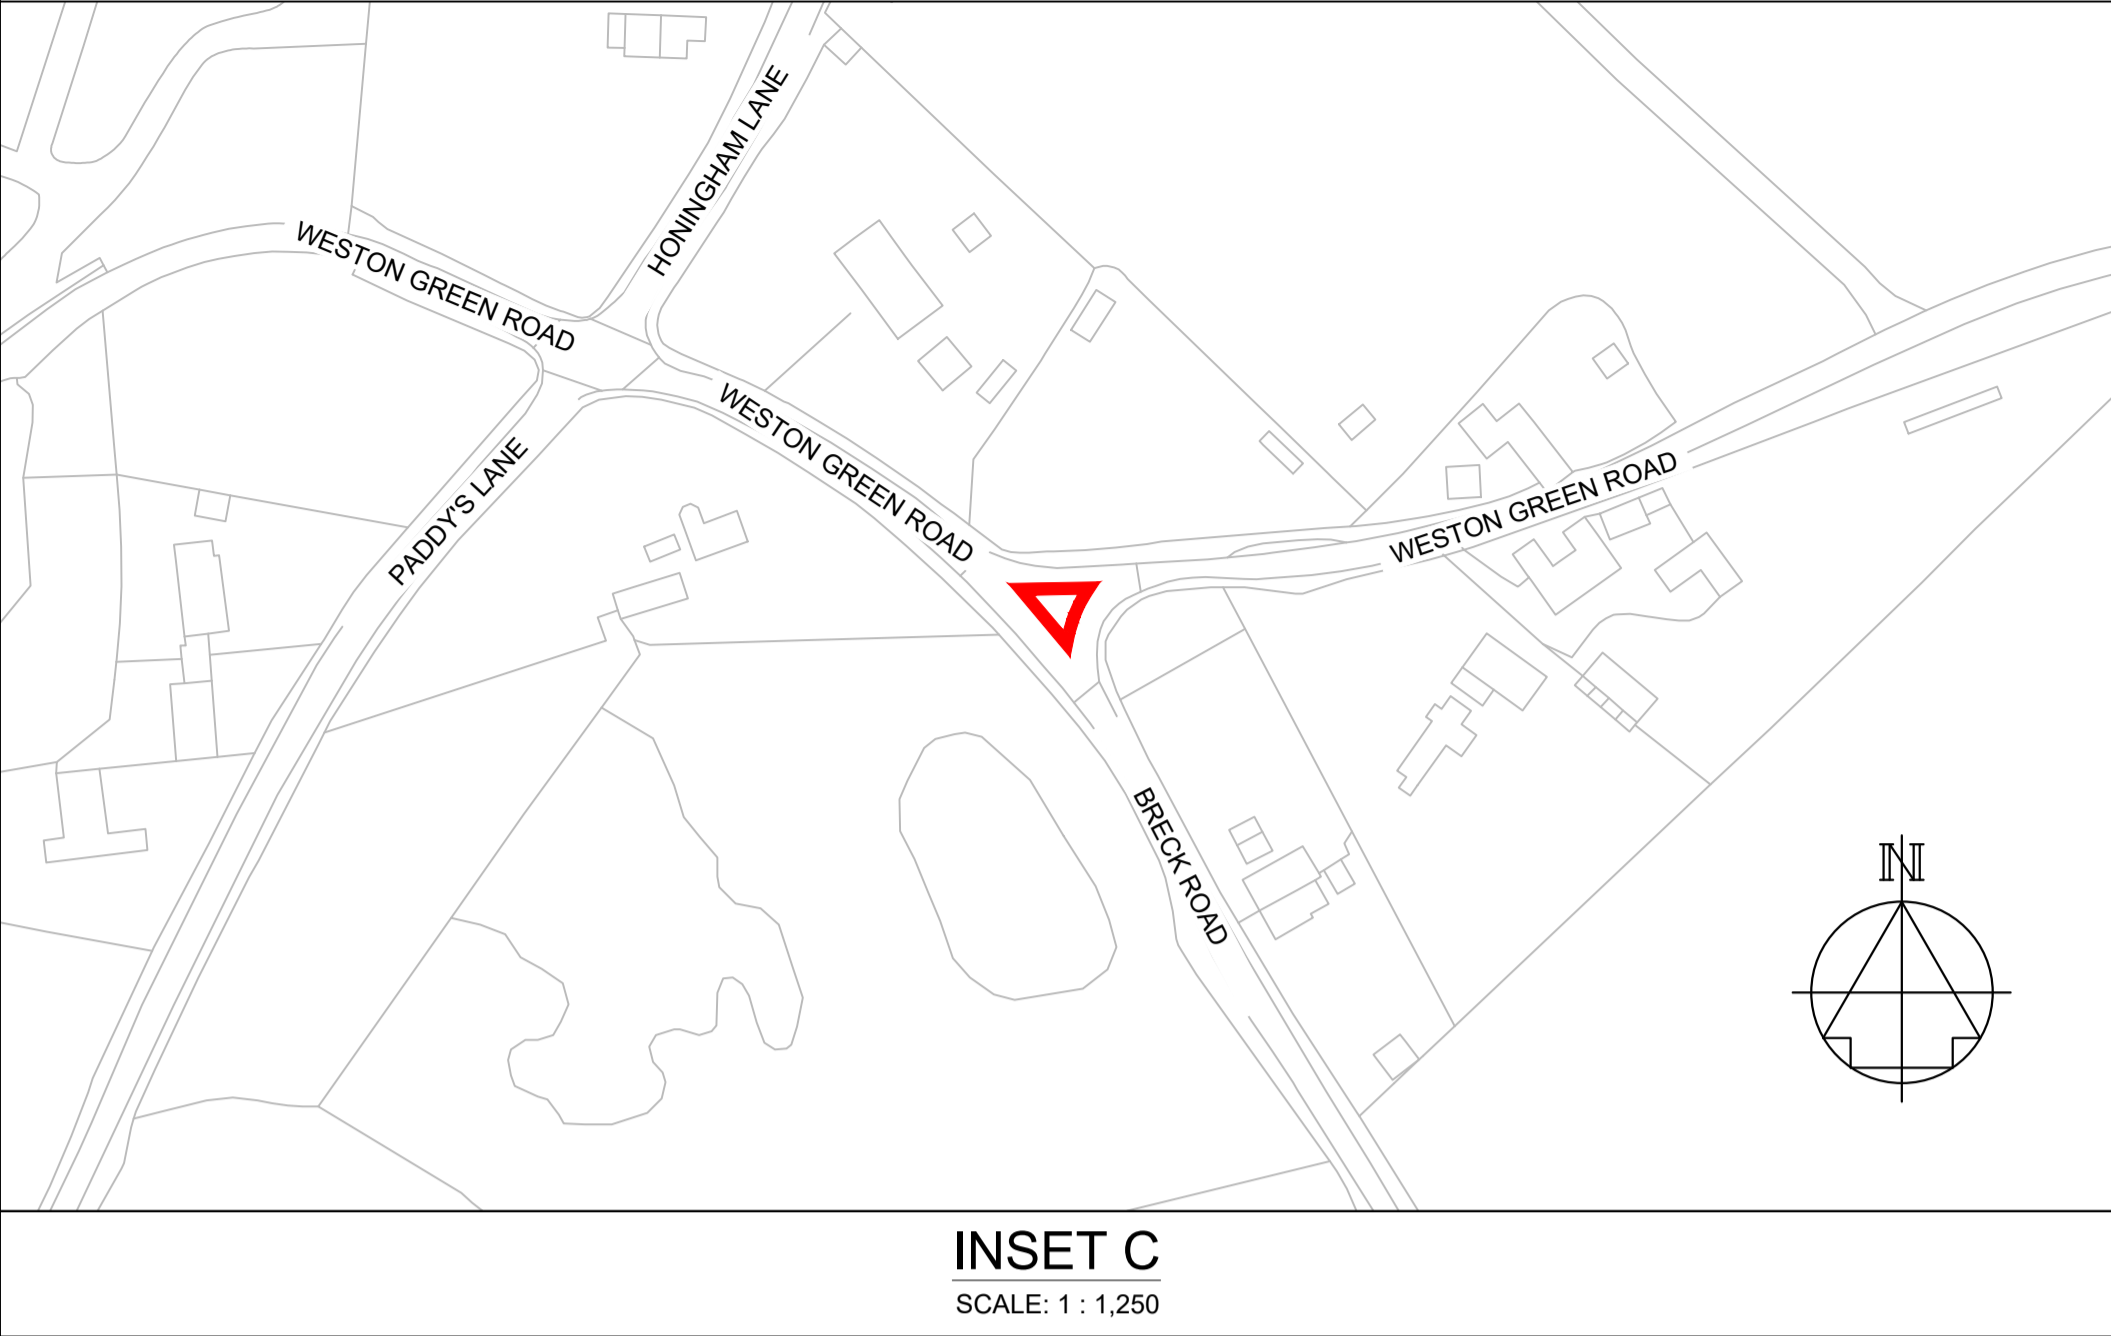 HONINGHAM LANE
WESTON GREEN ROAD
WESTON GREEN ROAD
PADDY'S LANE
WESTON GREEN ROAD
BRECK ROAD
N
INSET C
SCALE: 1 : 1,250